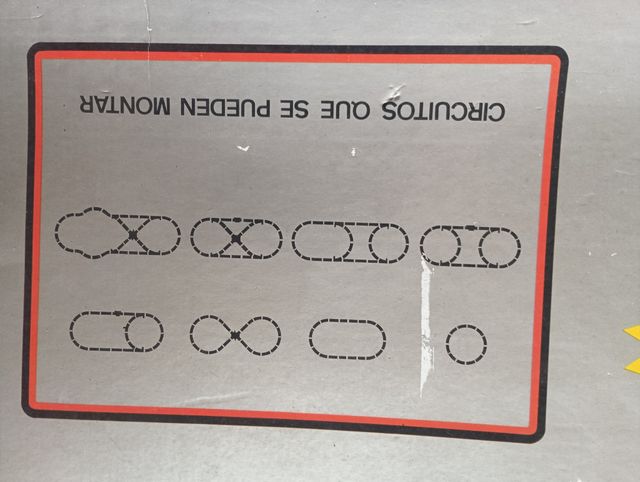 CIRCUITOS QUE SE PUEDEN MONTAR